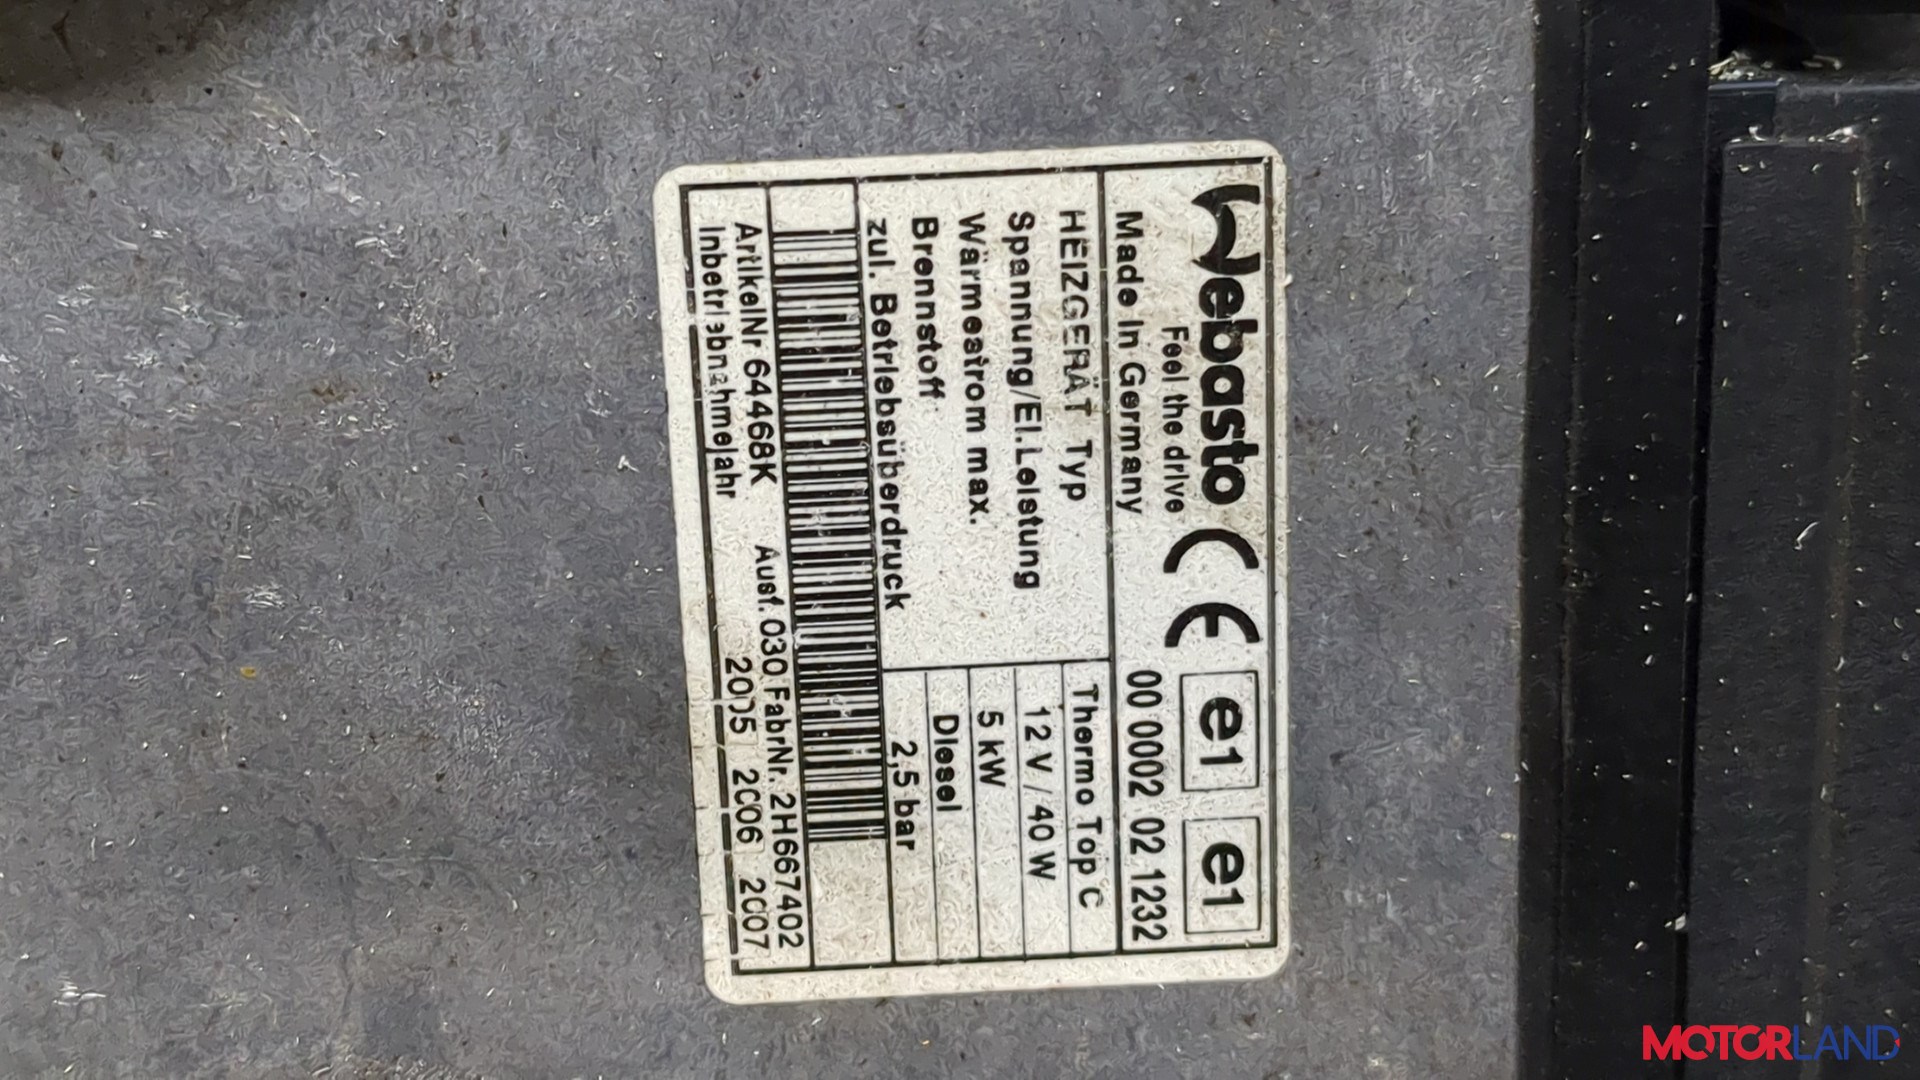 Webasto CE e1 e1
Feel the drive
Made in Germany 00 0002 02 1232
HEIZGERÄT Typ Thermo Top C
Spannung/El.Leistung 12 V / 40 W
Wärmestrom max. 5 kW
Brennstoff Diesel
zul. Betriebsüberdruck 2,5 bar
ArtikelNr 64468K Ausf. 030 FabrNr. 2H667402
Inbetriebnahmejahr 2005 2006 2007
MOTORLAND